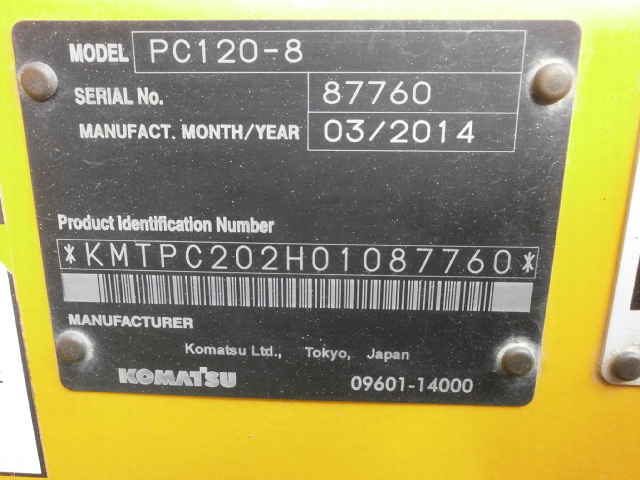 MODEL PC120-8
SERIAL No. 87760
MANUFACT. MONTH/YEAR 03/2014
Product Identification Number
*KMTPC202H01087760*
MANUFACTURER
Komatsu Ltd., Tokyo, Japan
KOMATSU 09601-14000